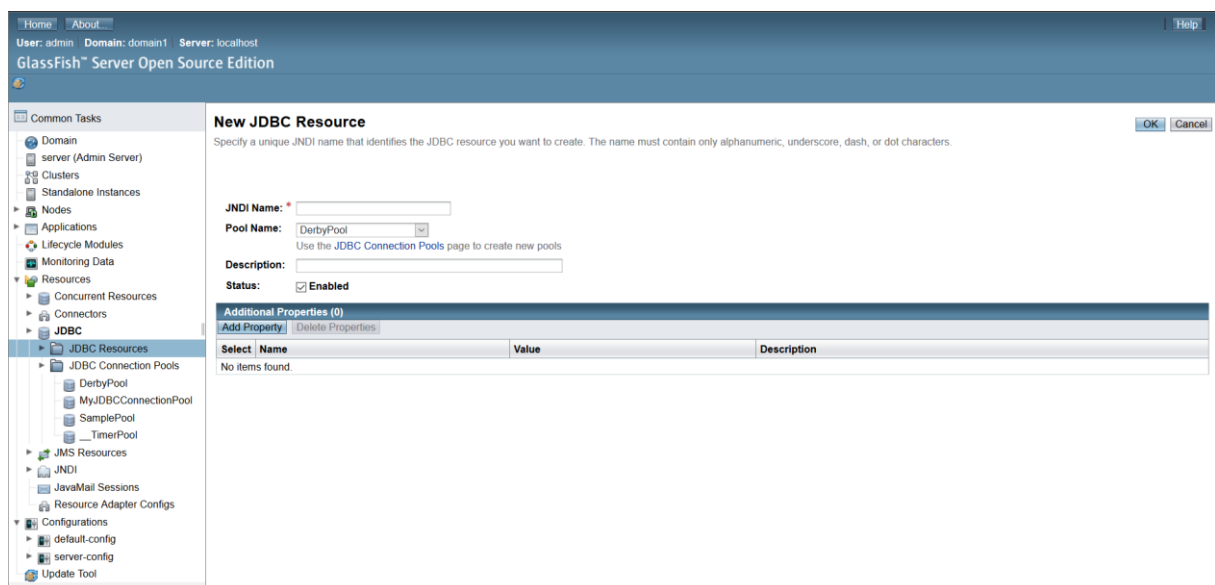 Home About... Help
User: admin Domain: domain1 Server: localhost
GlassFish™ Server Open Source Edition
Common Tasks
Domain
server (Admin Server)
Clusters
Standalone Instances
Nodes
Applications
Lifecycle Modules
Monitoring Data
Resources
Concurrent Resources
Connectors
JDBC
JDBC Resources
JDBC Connection Pools
DerbyPool
MyJDBCConnectionPool
SamplePool
__TimerPool
JMS Resources
JNDI
JavaMail Sessions
Resource Adapter Configs
Configurations
default-config
server-config
Update Tool
New JDBC Resource
OK Cancel
Specify a unique JNDI name that identifies the JDBC resource you want to create. The name must contain only alphanumeric, underscore, dash, or dot characters.
JNDI Name: *
Pool Name: DerbyPool
Use the JDBC Connection Pools page to create new pools
Description:
Status: Enabled
Additional Properties (0)
Add Property Delete Properties
Select Name Value Description
No items found.